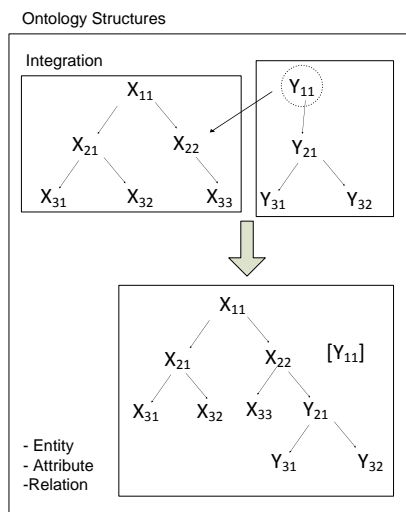 Ontology Structures
Integration
X11 Y11
X21 X22 Y21
X31 X32 X33 Y31 Y32
X11
X21 X22 [Y11]
X31 X32 X33 Y21
- Entity
- Attribute Y31 Y32
-Relation